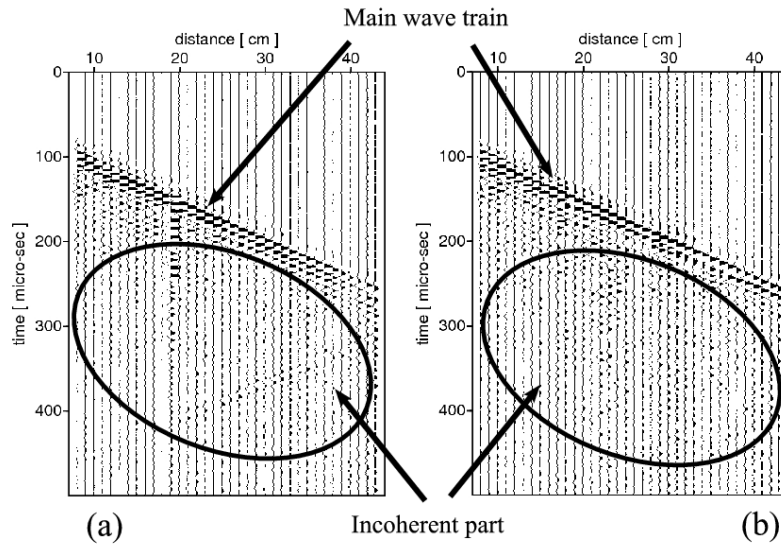 Main wave train
distance [ cm ]
10 20 30 40
0
100
200
300
400
time [ micro-sec ]
distance [ cm ]
10 20 30 40
0
100
200
300
400
time [ micro-sec ]
(a)
Incoherent part
(b)